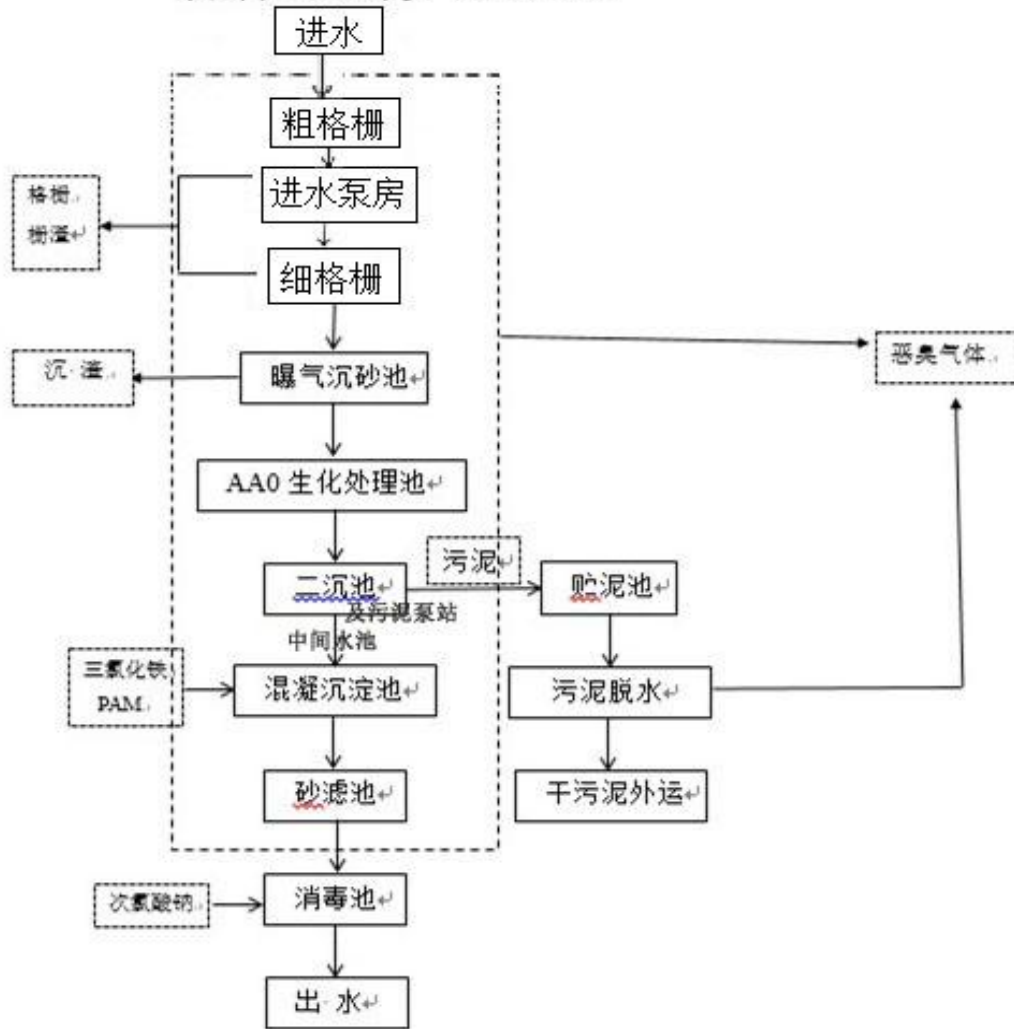 进水
粗格栅
进水泵房
格栅
栅渣
细格栅
恶臭气体
沉·渣
曝气沉砂池
AA0 生化处理池
污泥
二沉池
贮泥池
及污泥泵站
中间水池
三氯化铁
PAM
混凝沉淀池
污泥脱水
砂滤池
干污泥外运
次氯酸钠
消毒池
出·水